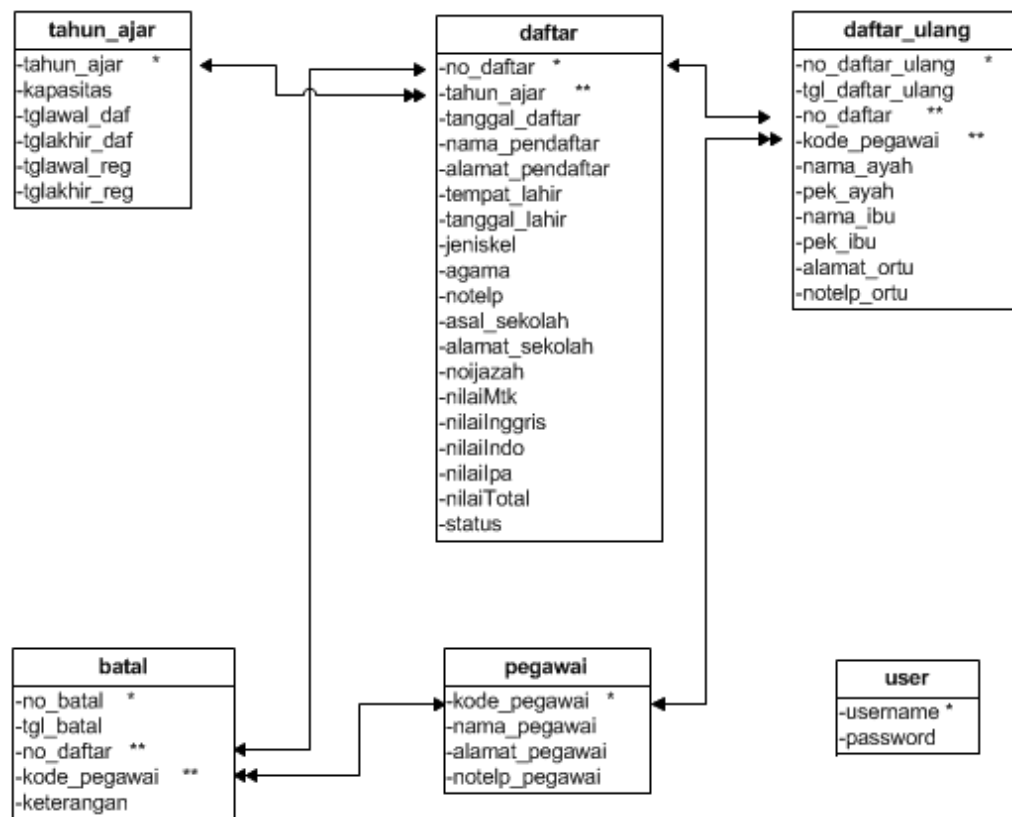 tahun_ajar
-tahun_ajar *
-kapasitas
-tglawal_daf
-tglakhir_daf
-tglawal_reg
-tglakhir_reg
daftar
-no_daftar *
-tahun_ajar **
-tanggal_daftar
-nama_pendaftar
-alamat_pendaftar
-tempat_lahir
-tanggal_lahir
-jeniskel
-agama
-notelp
-asal_sekolah
-alamat_sekolah
-noijazah
-nilaiMtk
-nilaiInggris
-nilaiIndo
-nilaiIpa
-nilaiTotal
-status
daftar_ulang
-no_daftar_ulang *
-tgl_daftar_ulang
-no_daftar **
-kode_pegawai **
-nama_ayah
-pek_ayah
-nama_ibu
-pek_ibu
-alamat_ortu
-notelp_ortu
batal
-no_batal *
-tgl_batal
-no_daftar **
-kode_pegawai **
-keterangan
pegawai
-kode_pegawai *
-nama_pegawai
-alamat_pegawai
-notelp_pegawai
user
-username *
-password